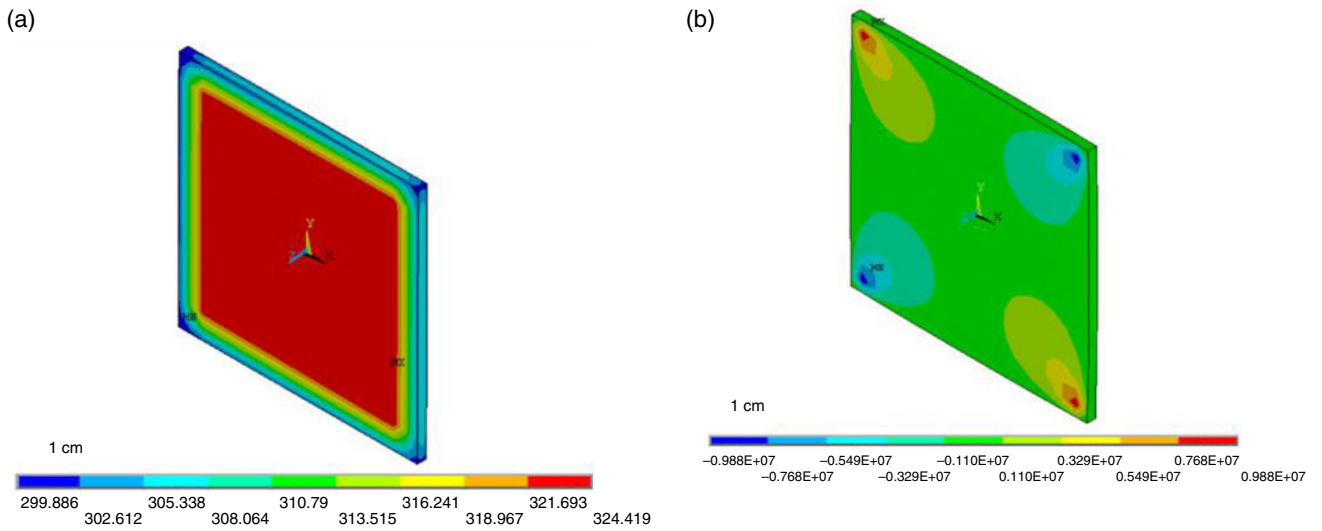 (a)
MN
MX
Y
Z
X
1 cm
299.886 305.338 310.79 316.241 321.693
302.612 308.064 313.515 318.967 324.419
(b)
MX
MN
Y
Z
X
1 cm
−0.988E+07 −0.549E+07 −0.110E+07 0.329E+07 0.768E+07
−0.768E+07 −0.329E+07 0.110E+07 0.549E+07 0.988E+07